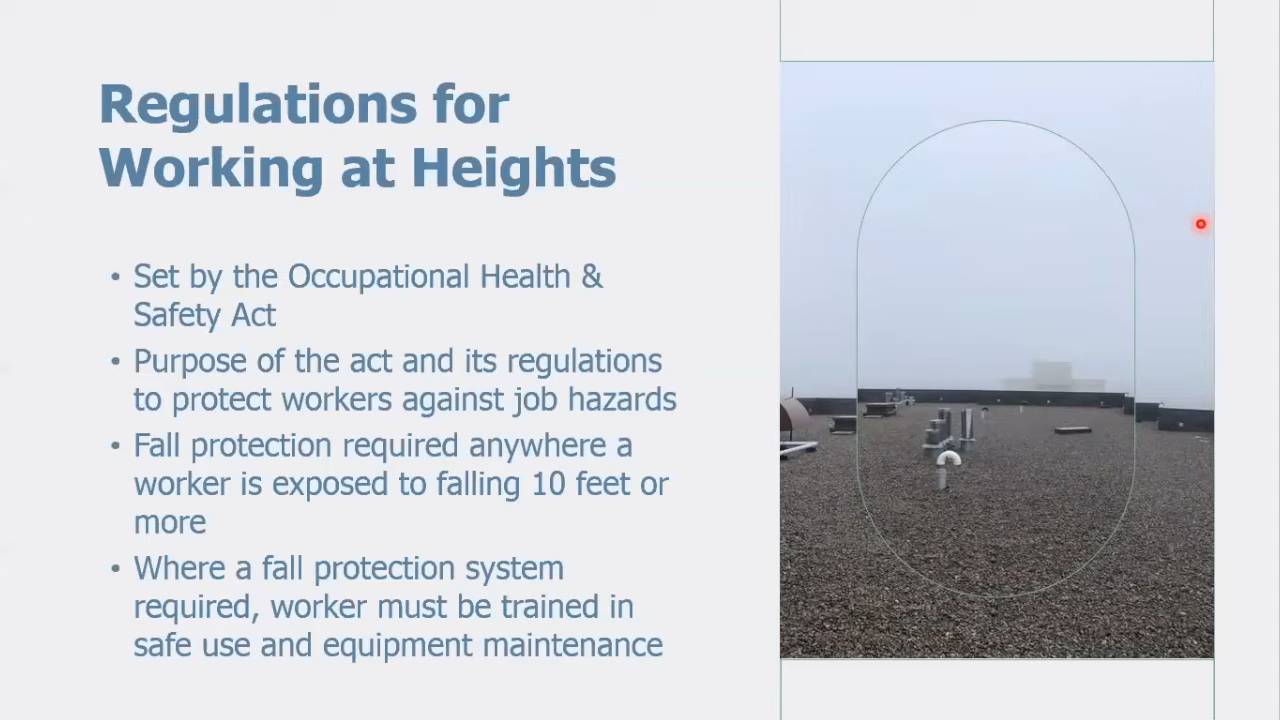 Regulations for
Working at Heights
• Set by the Occupational Health &
Safety Act
• Purpose of the act and its regulations
to protect workers against job hazards
• Fall protection required anywhere a
worker is exposed to falling 10 feet or
more
• Where a fall protection system
required, worker must be trained in
safe use and equipment maintenance